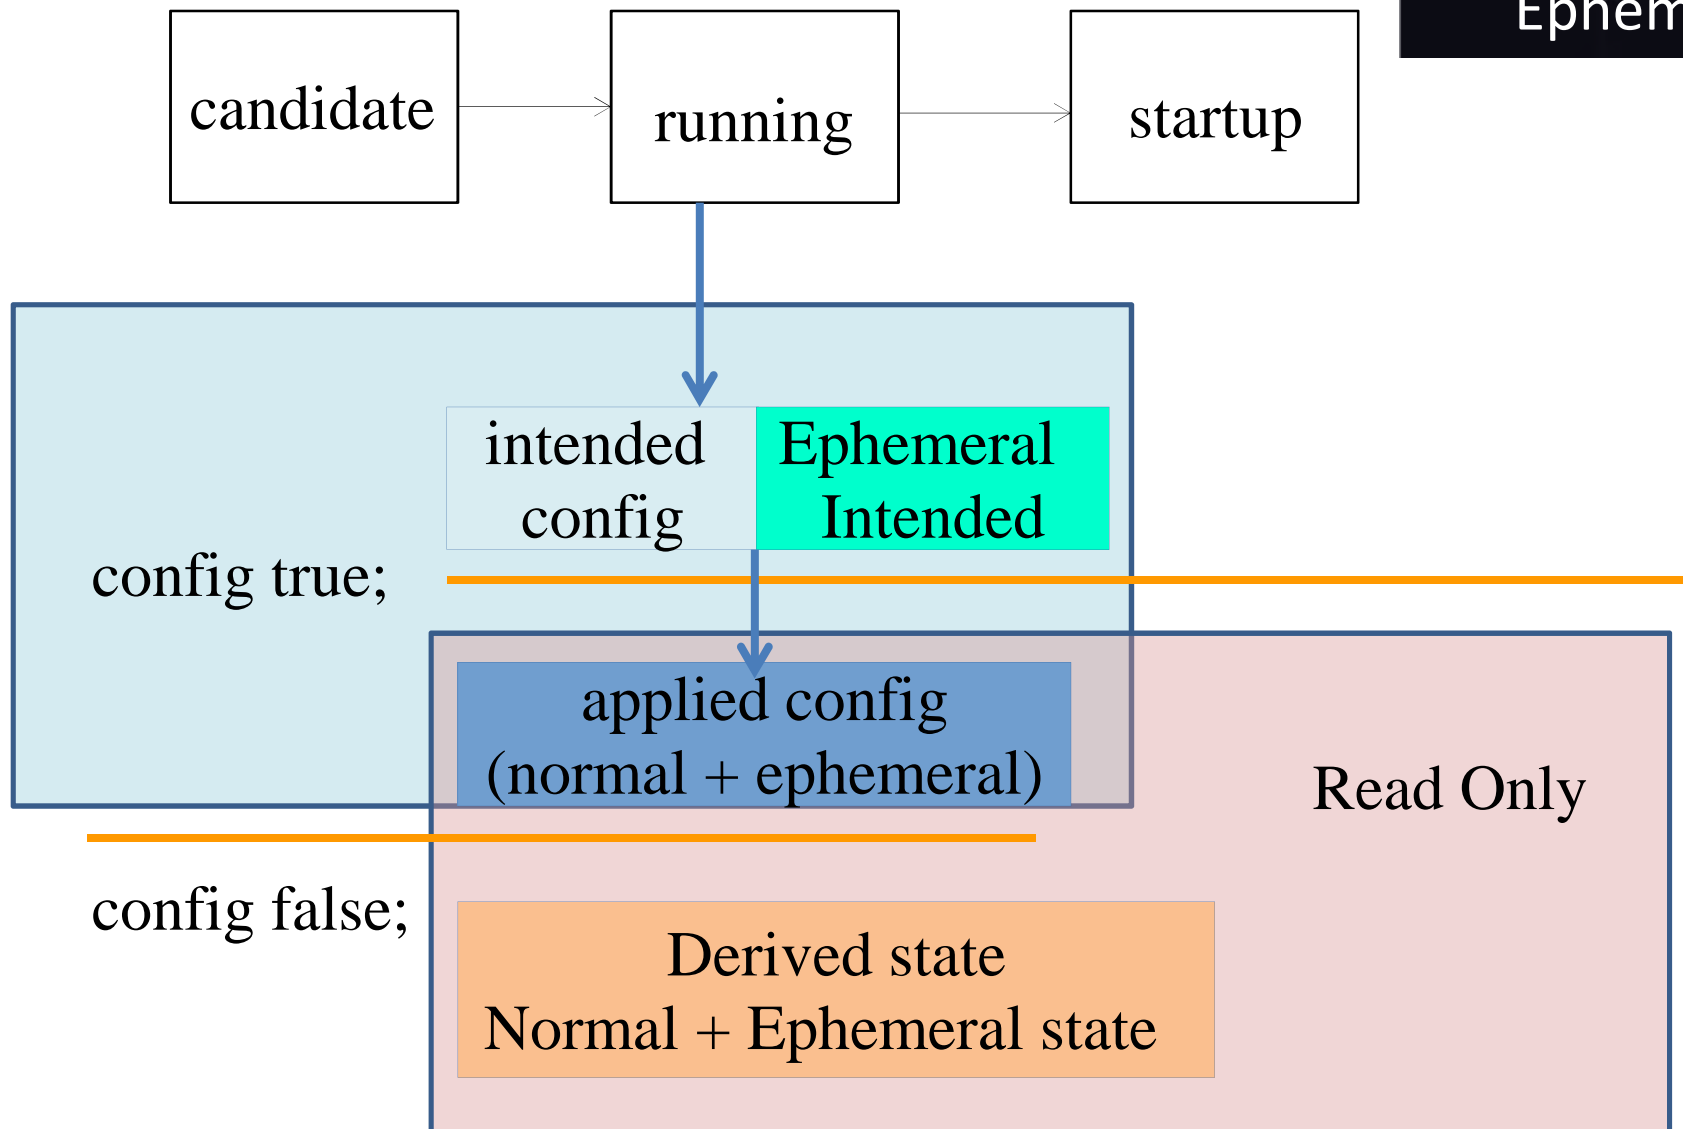 candidate
running
startup
intended
config
Ephemeral
Intended
config true;
applied config
(normal + ephemeral)
Read Only
config false;
Derived state
Normal + Ephemeral state